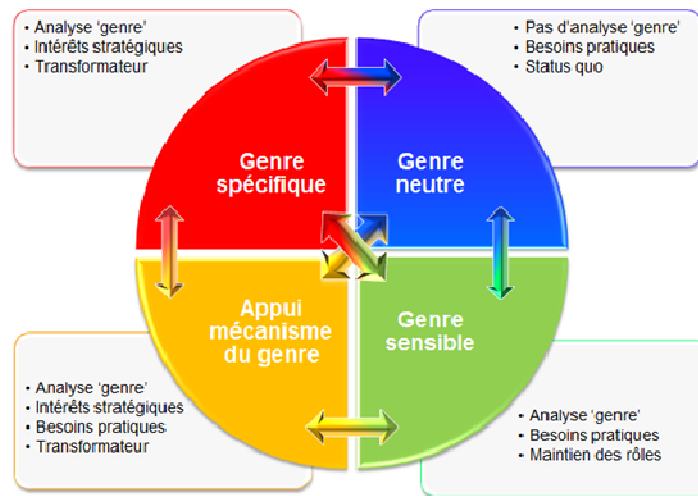 • Analyse 'genre'
• Intérêts stratégiques
• Transformateur
• Pas d'analyse 'genre'
• Besoins pratiques
• Status quo
Genre
spécifique
Genre
neutre
Appui
mécanisme
du genre
Genre
sensible
• Analyse 'genre'
• Intérêts stratégiques
• Besoins pratiques
• Transformateur
• Analyse 'genre'
• Besoins pratiques
• Maintien des rôles